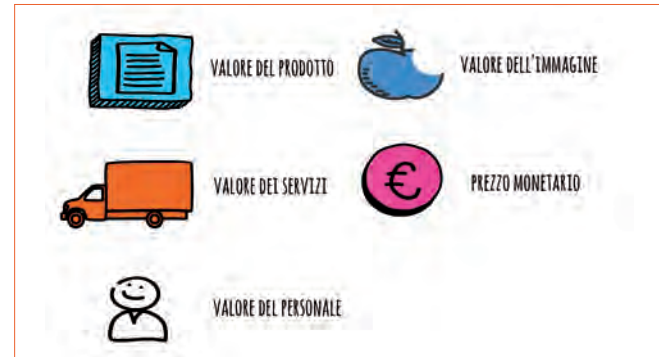 VALORE DEL PRODOTTO
VALORE DELL'IMMAGINE
VALORE DEI SERVIZI
€
PREZZO MONETARIO
VALORE DEL PERSONALE